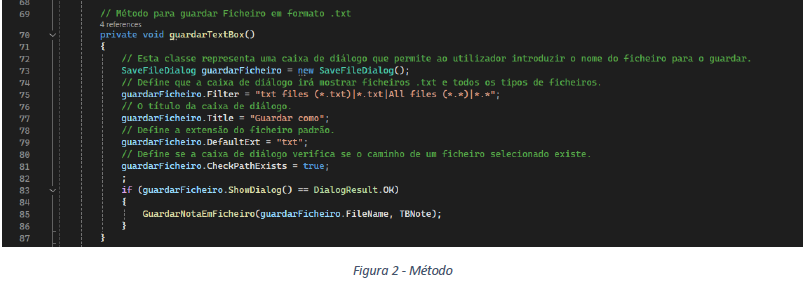 68
69 // Método para guardar Ficheiro em formato .txt
4 references
70 private void guardarTextBox()
71 {
72 // Esta classe representa uma caixa de diálogo que permite ao utilizador introduzir o nome do ficheiro para o guardar.
73 SaveFileDialog guardarFicheiro = new SaveFileDialog();
74 // Define que a caixa de diálogo irá mostrar ficheiros .txt e todos os tipos de ficheiros.
75 guardarFicheiro.Filter = "txt files (*.txt)|*.txt|All files (*.*)|*.*";
76 // O título da caixa de diálogo.
77 guardarFicheiro.Title = "Guardar como";
78 // Define a extensão do ficheiro padrão.
79 guardarFicheiro.DefaultExt = "txt";
80 // Define se a caixa de diálogo verifica se o caminho de um ficheiro selecionado existe.
81 guardarFicheiro.CheckPathExists = true;
82 ;
83 if (guardarFicheiro.ShowDialog() == DialogResult.OK)
84 {
85 GuardarNotaEmFicheiro(guardarFicheiro.FileName, TBNote);
86 }
87 }
Figura 2 - Método